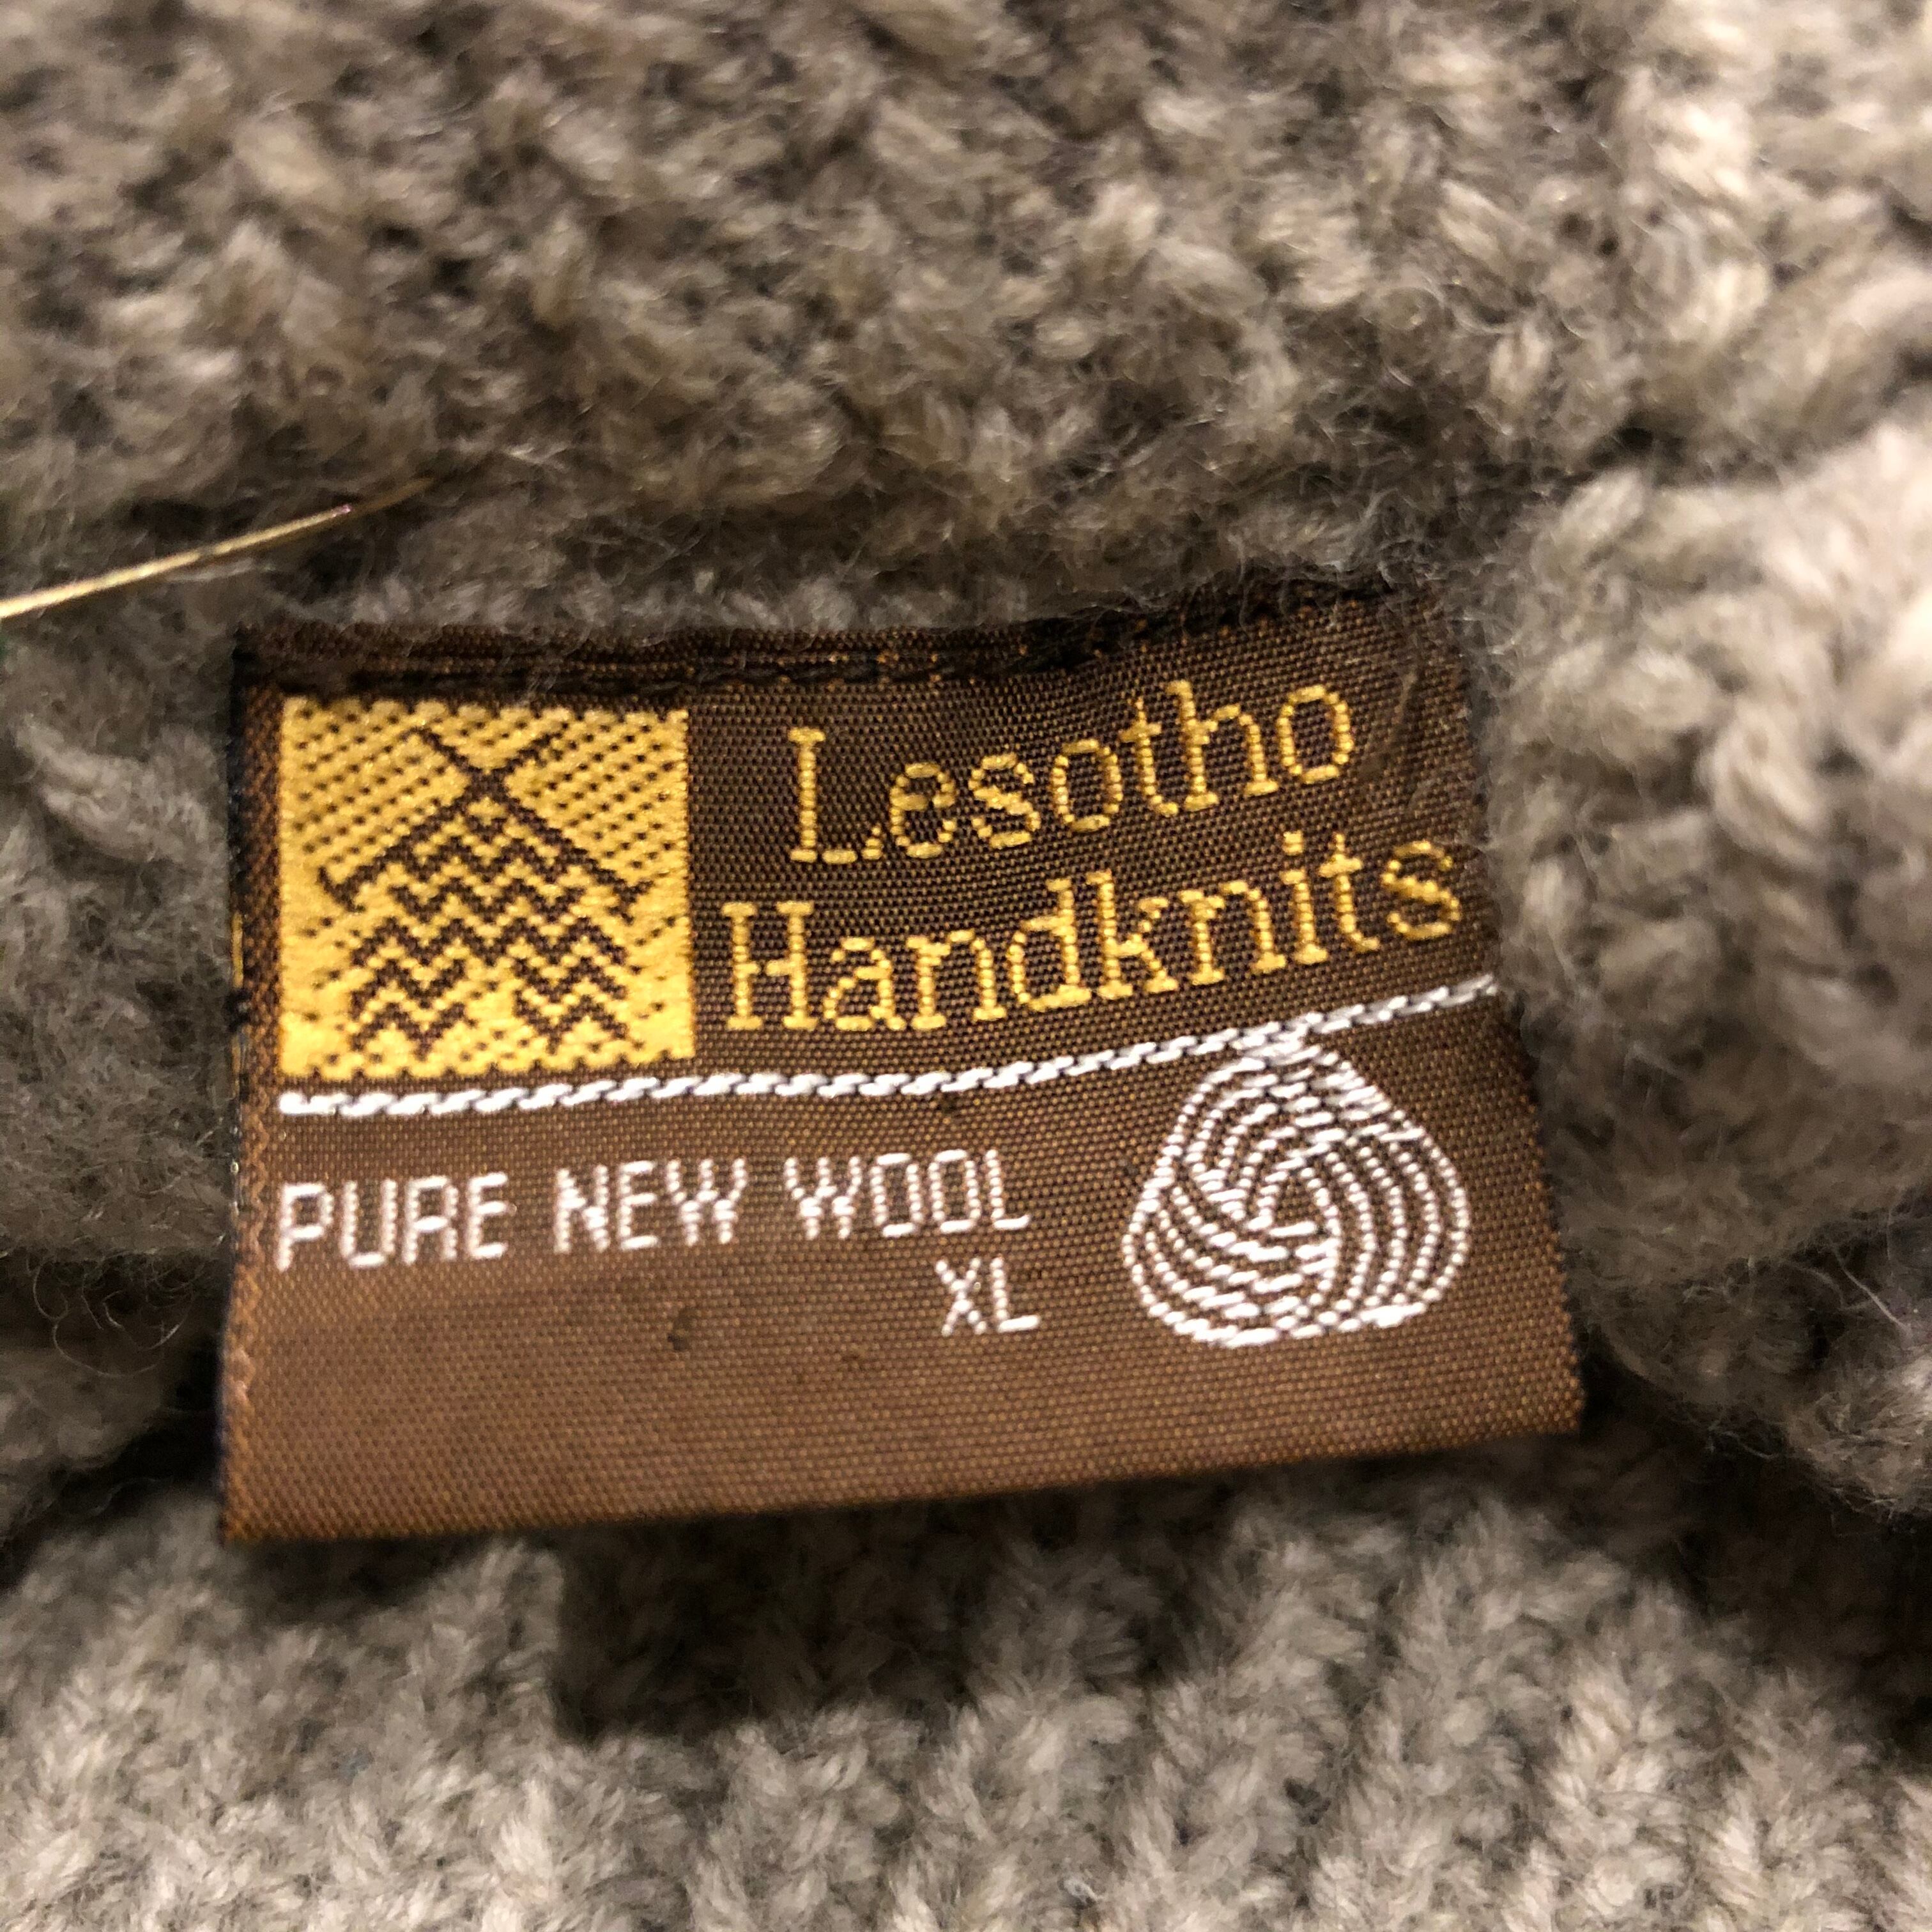 Lesotho
Handknits
PURE NEW WOOL
XL